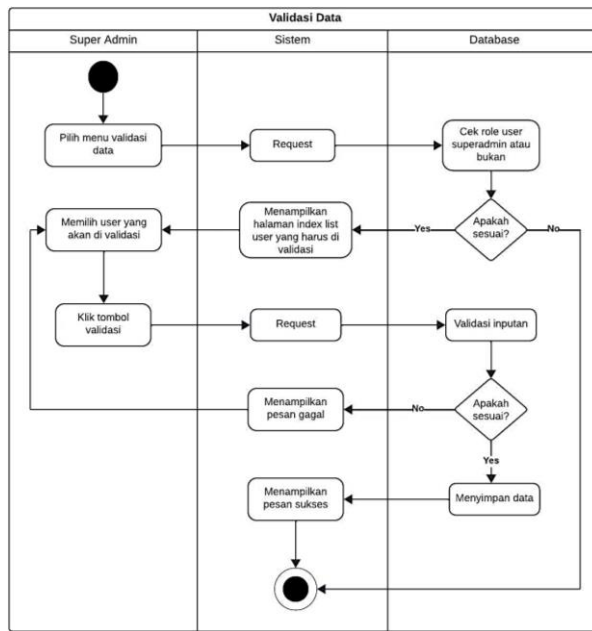 Validasi Data
Super Admin
Sistem
Database
Pilih menu validasi
data
Request
Cek role user
superadmin atau
bukan
Memilih user yang
akan di validasi
Menampilkan
halaman index list
user yang harus di
validasi
Yes
Apakah
sesuai?
No
Klik tombol
validasi
Request
Validasi inputan
Menampilkan
pesan gagal
No
Apakah
sesuai?
Yes
Menampilkan
pesan sukses
Menyimpan data